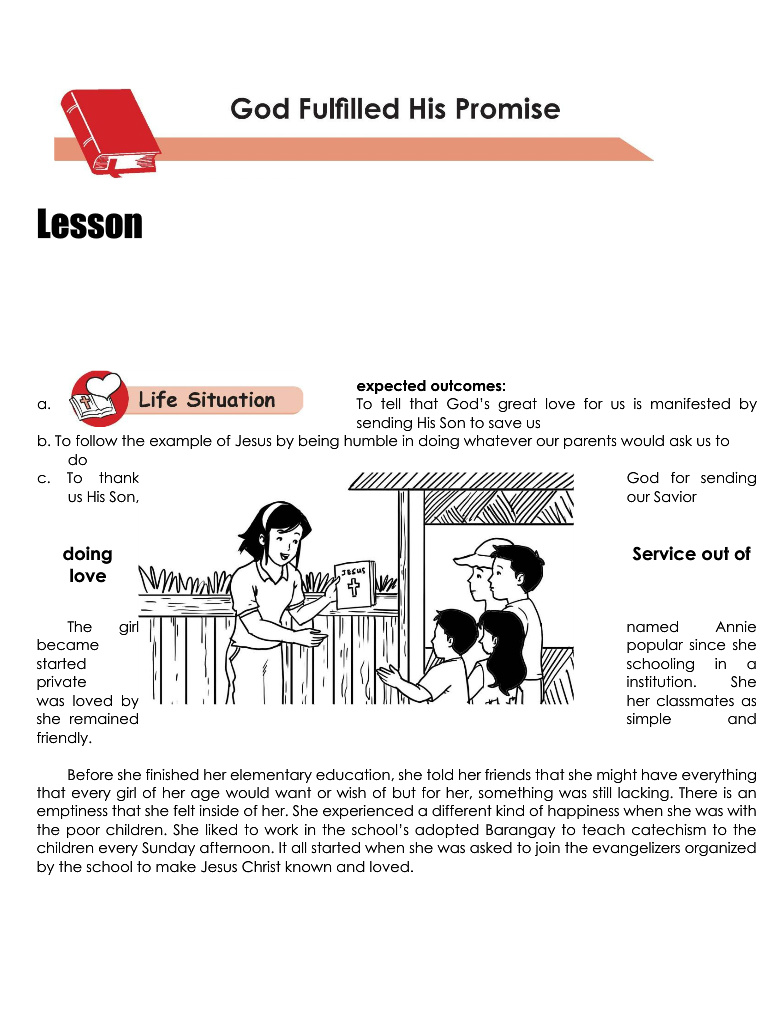 God Fulfilled His Promise
Lesson
Life Situation
expected outcomes:
a. To tell that God's great love for us is manifested by
sending His Son to save us
b. To follow the example of Jesus by being humble in doing whatever our parents would ask us to
do
c. To thank God for sending
us His Son, our Savior
JESUS
doing Service out of
love
The girl named Annie
became popular since she
started schooling in a
private institution. She
was loved by her classmates as
she remained simple and
friendly.
Before she finished her elementary education, she told her friends that she might have everything
that every girl of her age would want or wish of but for her, something was still lacking. There is an
emptiness that she felt inside of her. She experienced a different kind of happiness when she was with
the poor children. She liked to work in the school's adopted Barangay to teach catechism to the
children every Sunday afternoon. It all started when she was asked to join the evangelizers organized
by the school to make Jesus Christ known and loved.